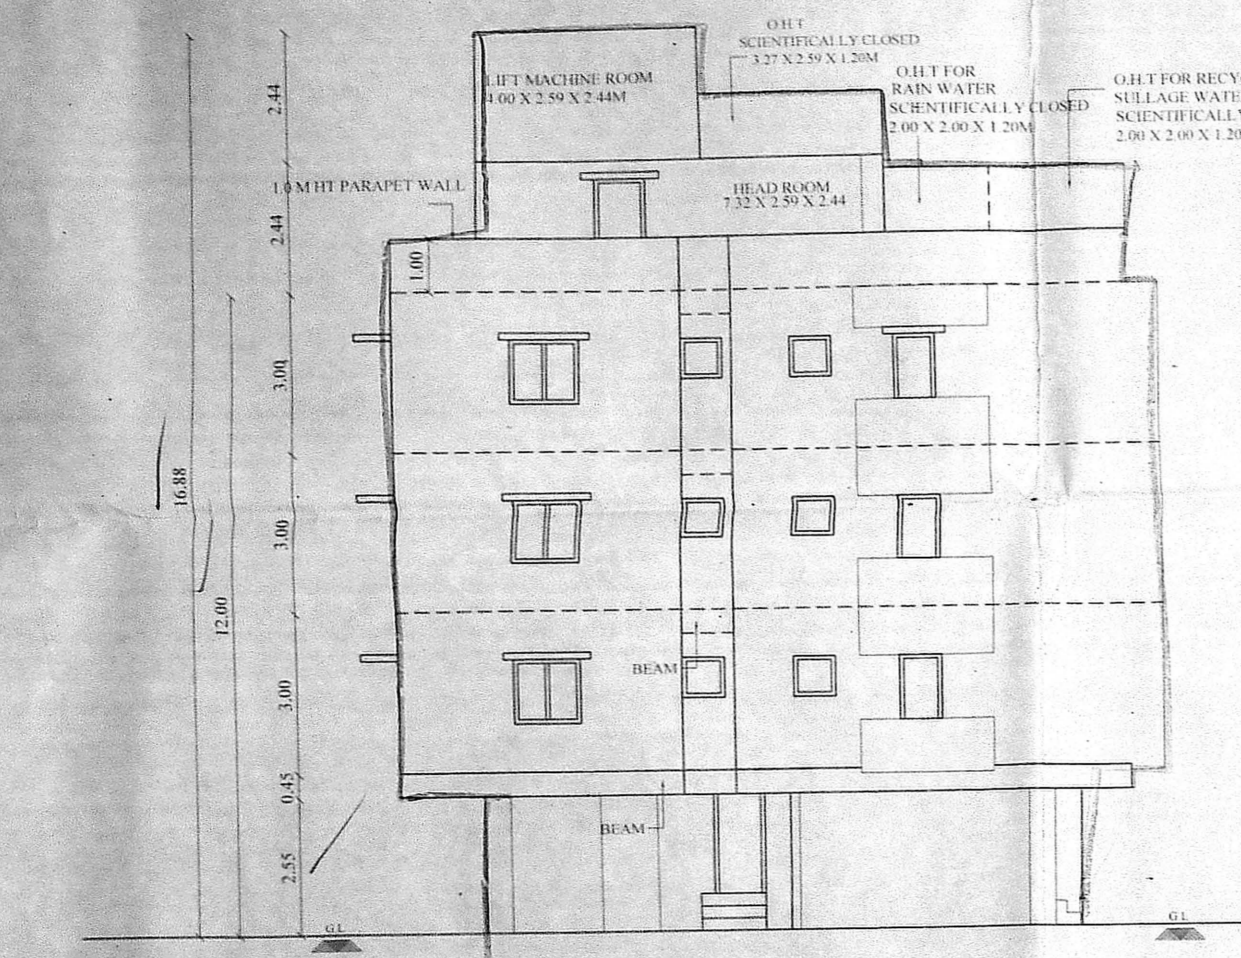 O.H.T
SCIENTIFICALLY CLOSED
3.27 X 2.59 X 1.20M
LIFT MACHINE ROOM
4.00 X 2.59 X 2.44M
O.H.T FOR
RAIN WATER
SCIENTIFICALLY CLOSED
2.00 X 2.00 X 1.20M
O.H.T FOR RECY
SULLAGE WATE
SCIENTIFICALLY
2.00 X 2.00 X 1.20
2.44
1.0 M HT PARAPET WALL
HEAD ROOM
7.32 X 2.59 X 2.44
2.44
1.00
3.00
16.88
3.00
12.00
BEAM
3.00
0.45
BEAM
2.55
G.L
G.L